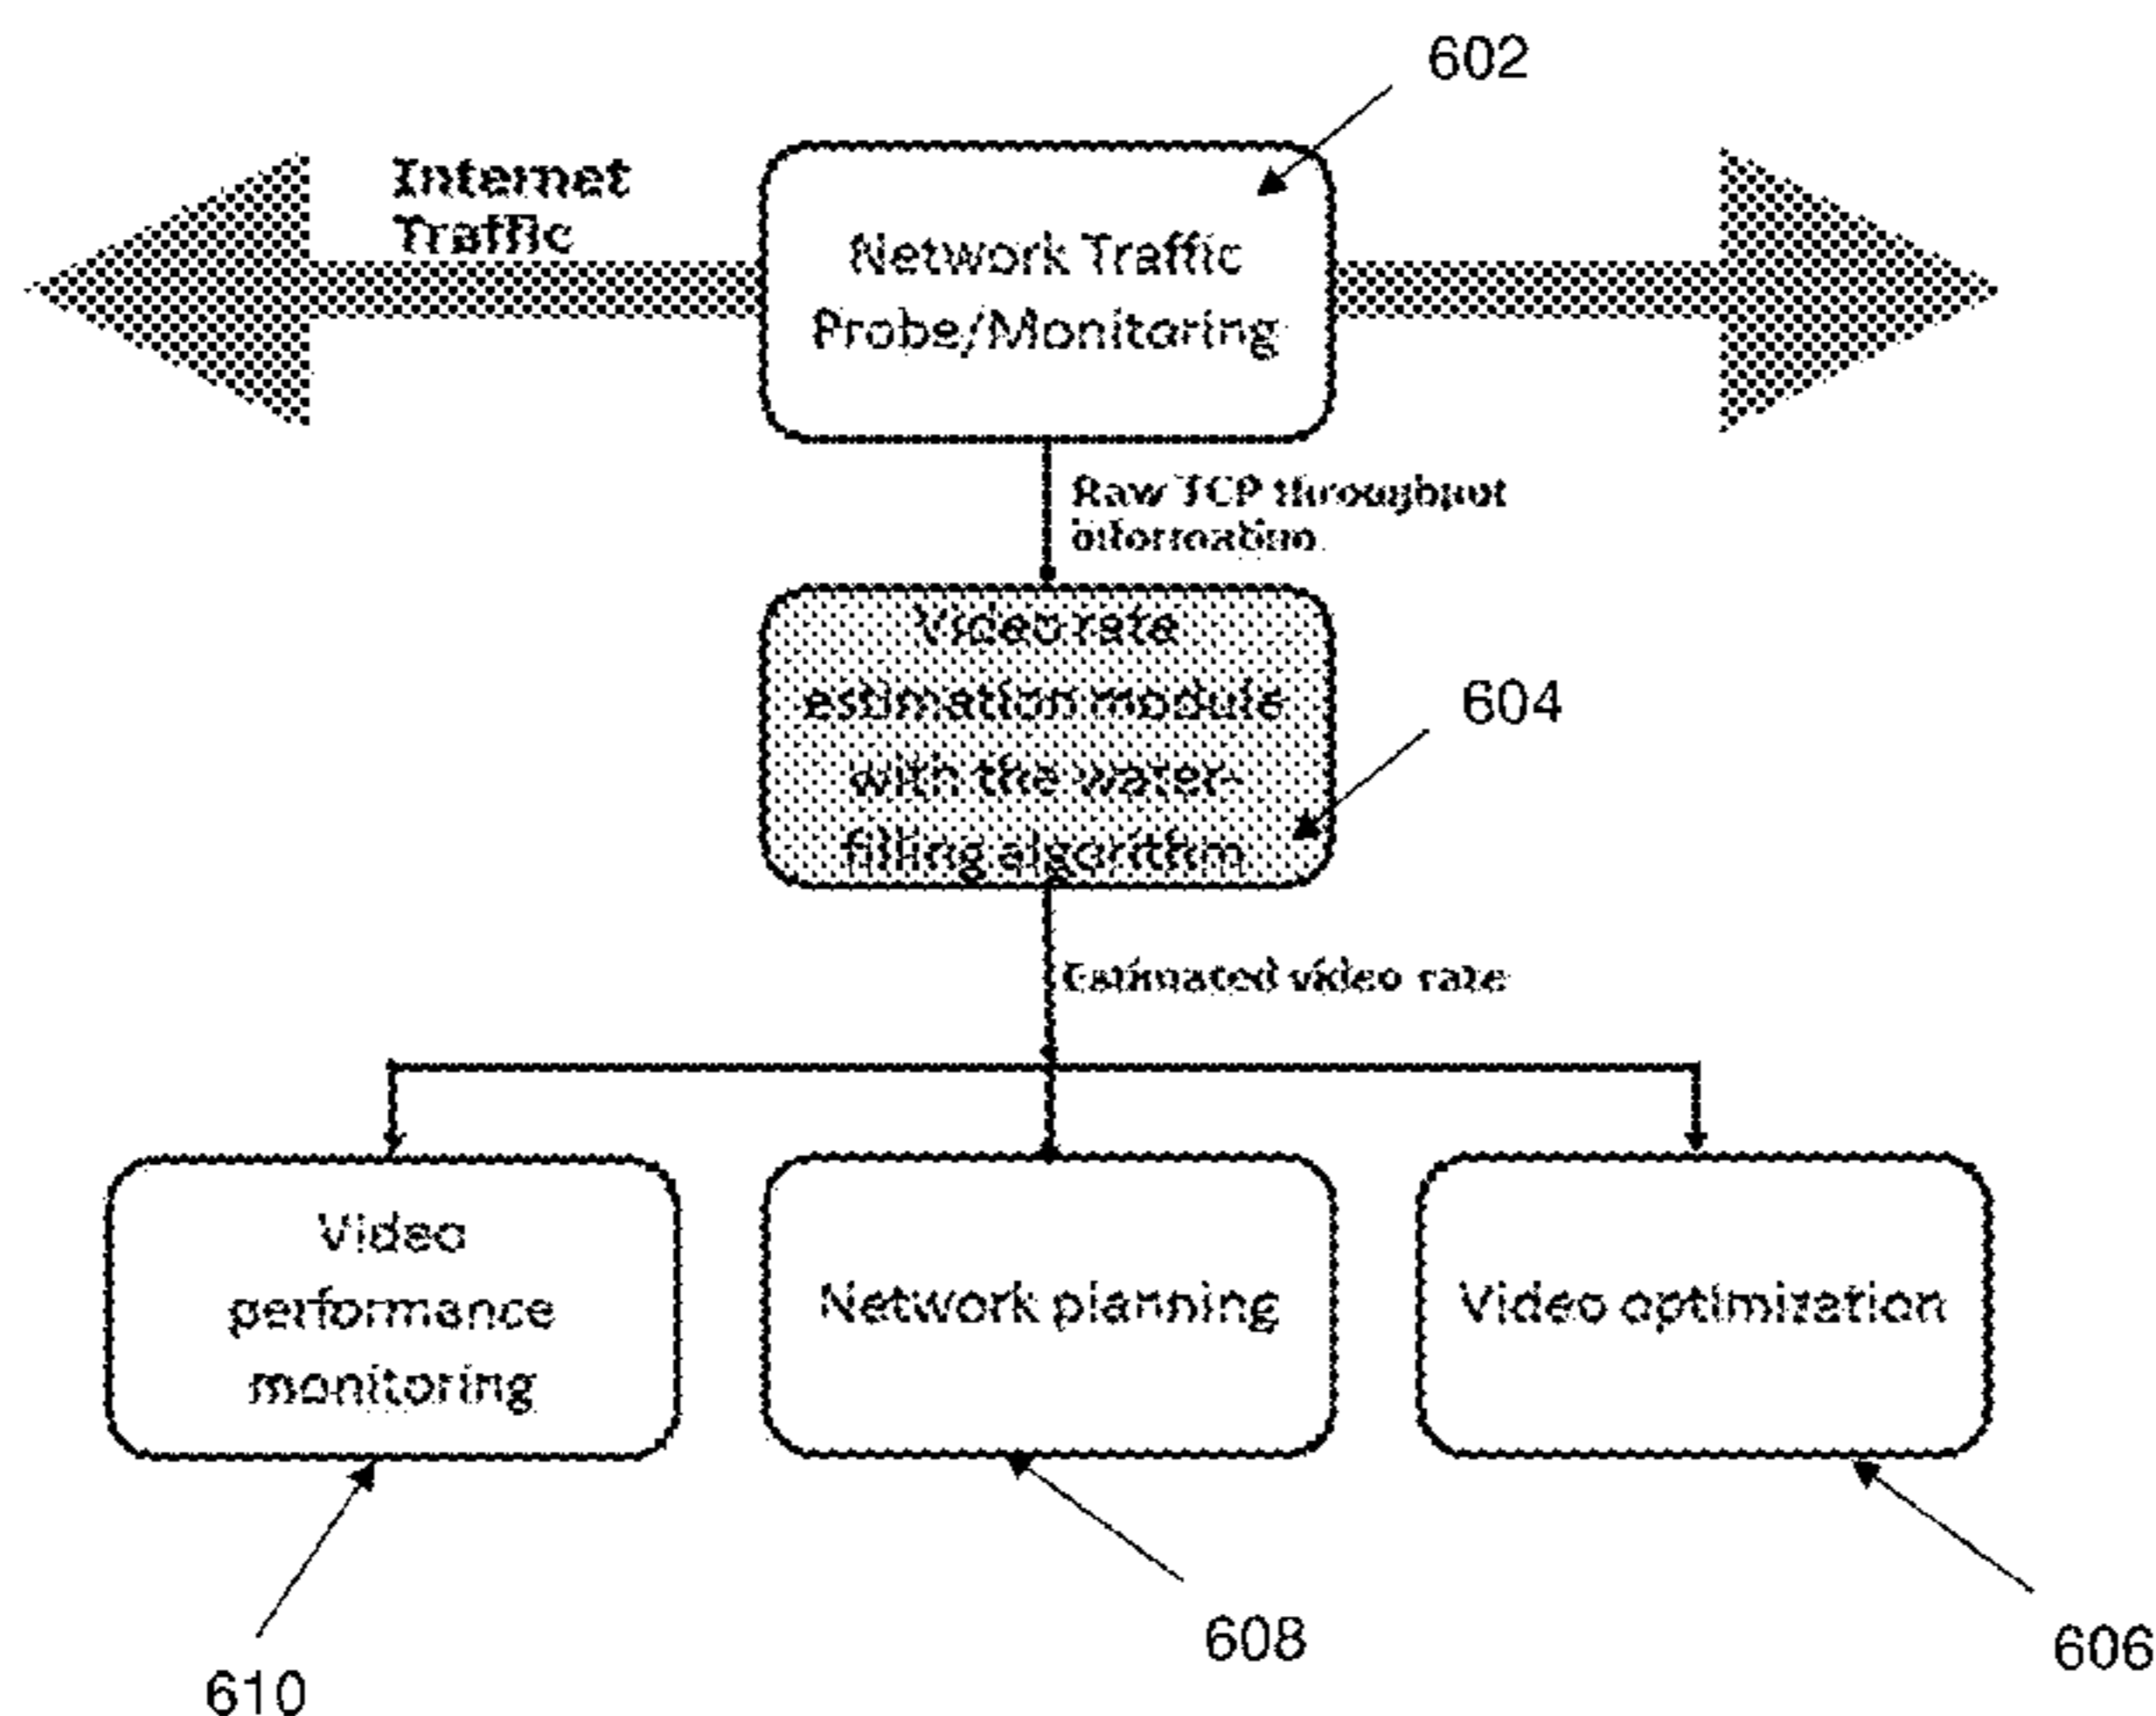 602
Internet
Traffic
Network Traffic
Probe/Monitoring
Raw TCP throughput
information
Video rate
estimation module
with the water-
filling algorithm
604
Estimated video rate
Video
performance
monitoring
Network planning
Video optimization
610
608
606